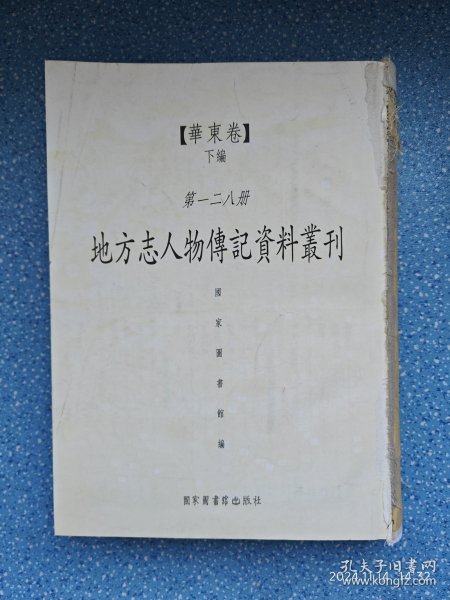 【華東卷】
下編
第一二八册
地方志人物傳記資料叢刊
國家圖書館編
國家圖書館出版社
孔夫子旧书网